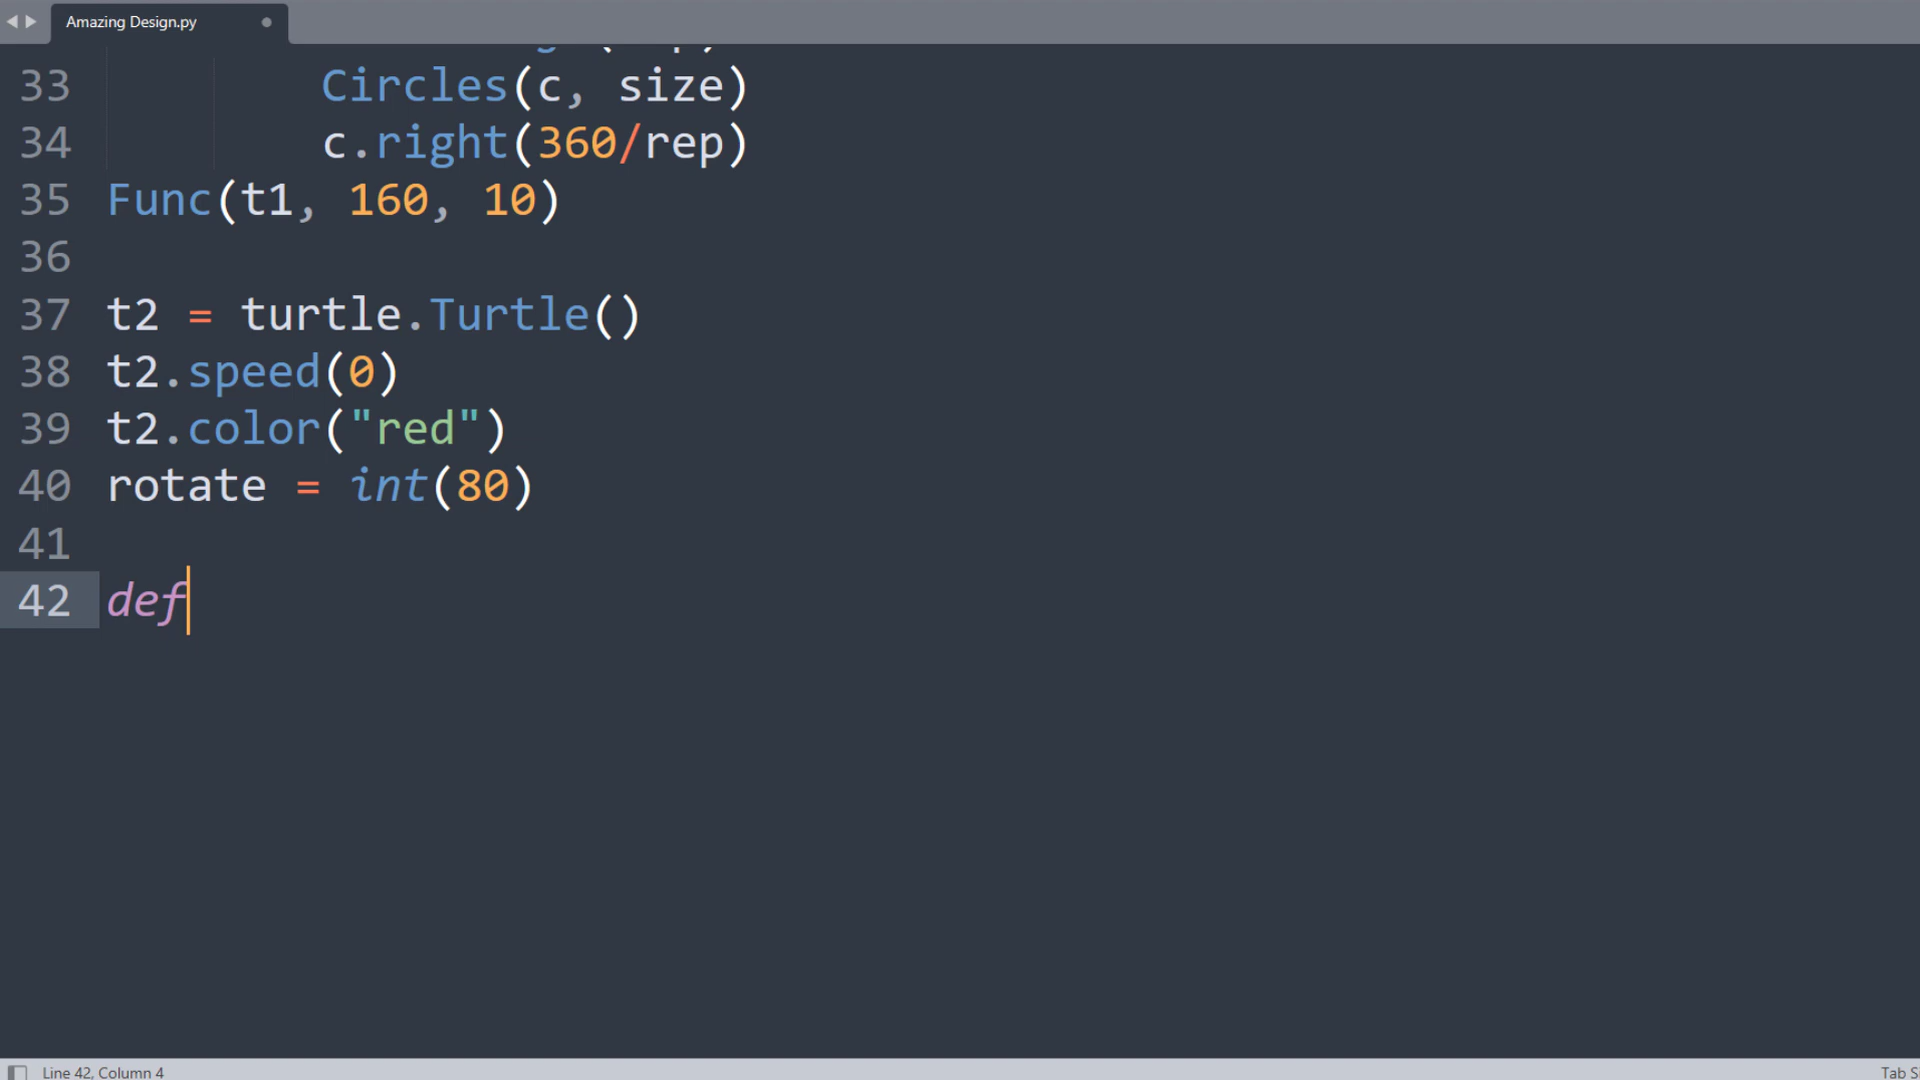 Amazing Design.py
33 Circles(c, size)
34 c.right(360/rep)
35 Func(t1, 160, 10)
36
37 t2 = turtle.Turtle()
38 t2.speed(0)
39 t2.color("red")
40 rotate = int(80)
41
42 def
Line 42, Column 4
Tab S